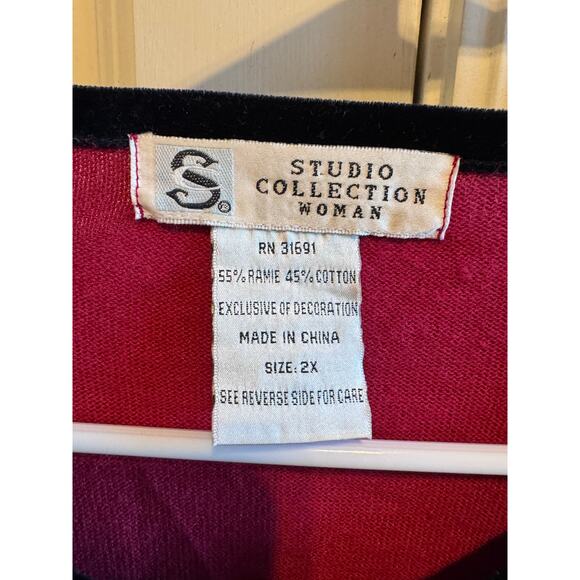 S®
STUDIO
COLLECTION
WOMAN
RN 31691
55% RAMIE 45% COTTON
EXCLUSIVE OF DECORATION
MADE IN CHINA
SIZE: 2X
SEE REVERSE SIDE FOR CARE